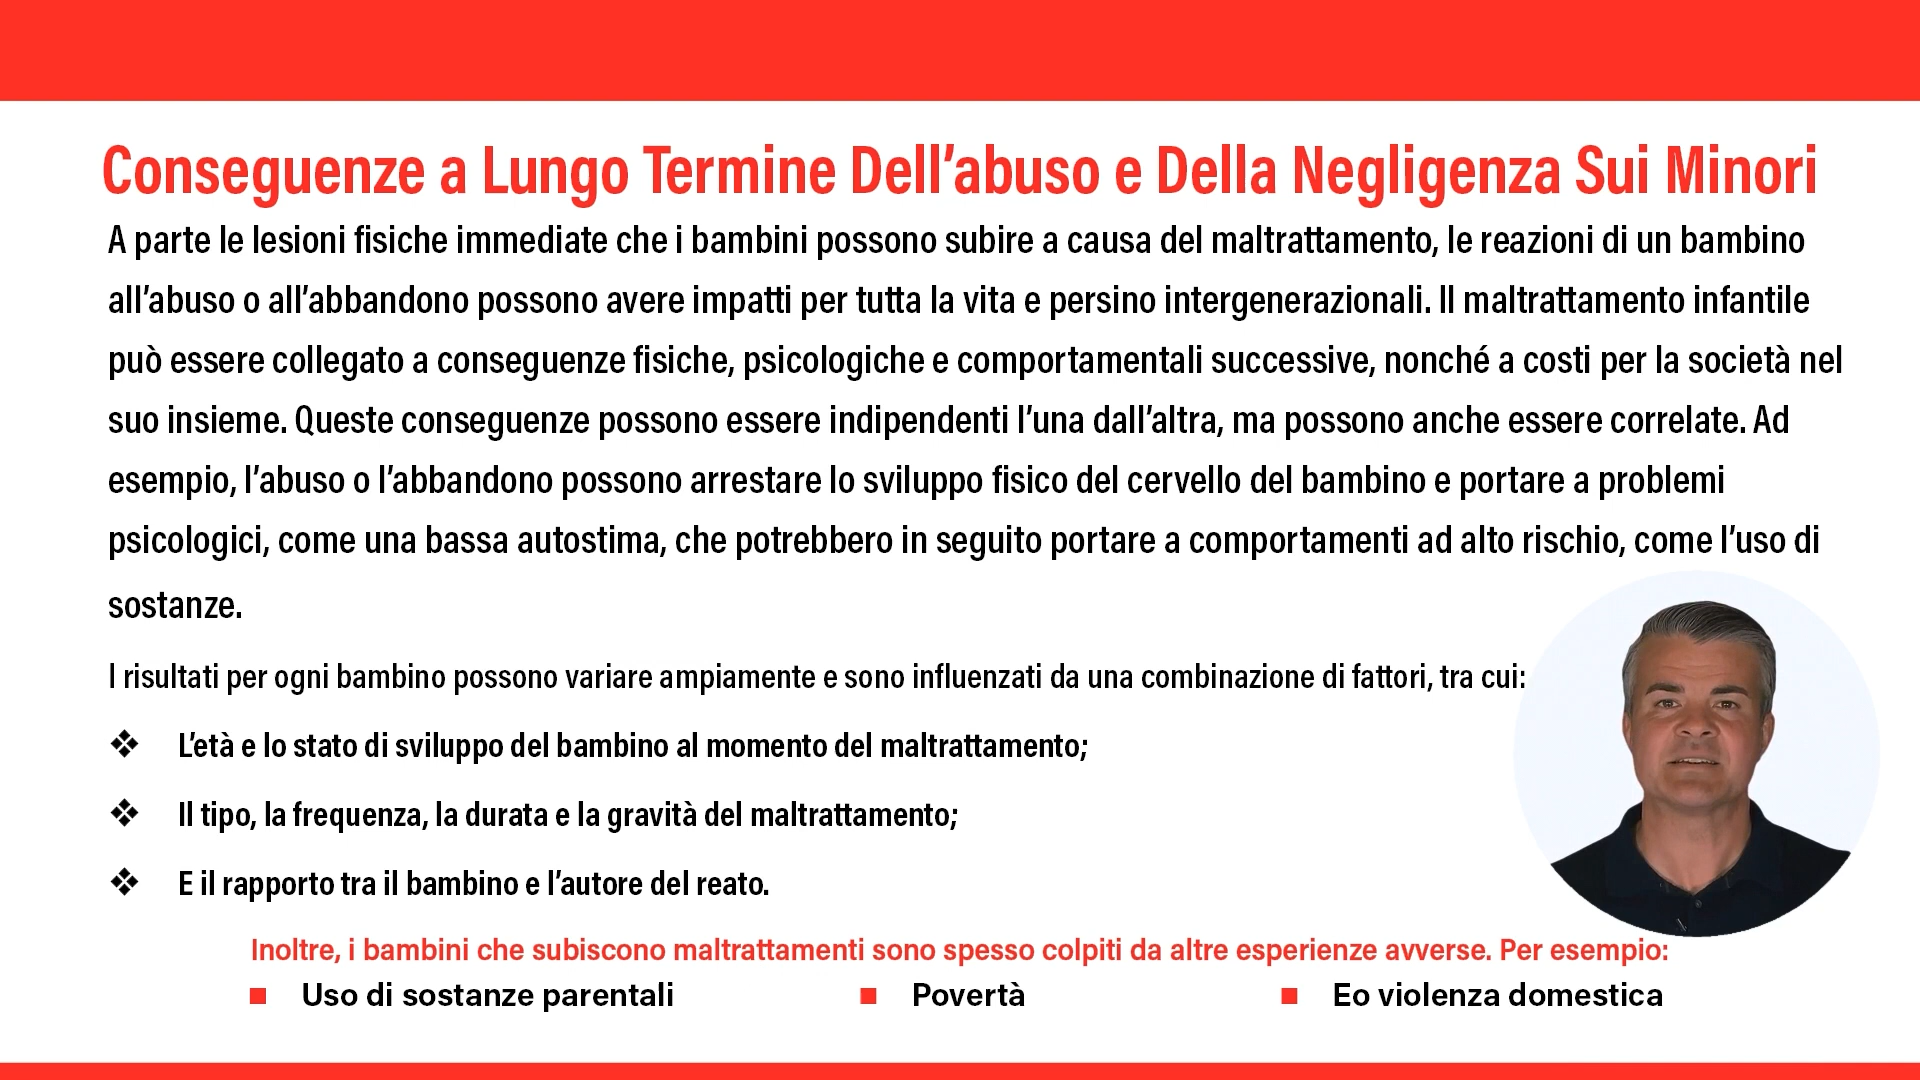 Conseguenze a Lungo Termine Dell’abuso e Della Negligenza Sui Minori
A parte le lesioni fisiche immediate che i bambini possono subire a causa del maltrattamento, le reazioni di un bambino
all’abuso o all’abbandono possono avere impatti per tutta la vita e persino intergenerazionali. Il maltrattamento infantile
può essere collegato a conseguenze fisiche, psicologiche e comportamentali successive, nonché a costi per la società nel
suo insieme. Queste conseguenze possono essere indipendenti l’una dall’altra, ma possono anche essere correlate. Ad
esempio, l’abuso o l’abbandono possono arrestare lo sviluppo fisico del cervello del bambino e portare a problemi
psicologici, come una bassa autostima, che potrebbero in seguito portare a comportamenti ad alto rischio, come l’uso di
sostanze.
I risultati per ogni bambino possono variare ampiamente e sono influenzati da una combinazione di fattori, tra cui:
❖ L’età e lo stato di sviluppo del bambino al momento del maltrattamento;
❖ Il tipo, la frequenza, la durata e la gravità del maltrattamento;
❖ E il rapporto tra il bambino e l’autore del reato.
Inoltre, i bambini che subiscono maltrattamenti sono spesso colpiti da altre esperienze avverse. Per esempio:
■ Uso di sostanze parentali ■ Povertà ■ Eo violenza domestica